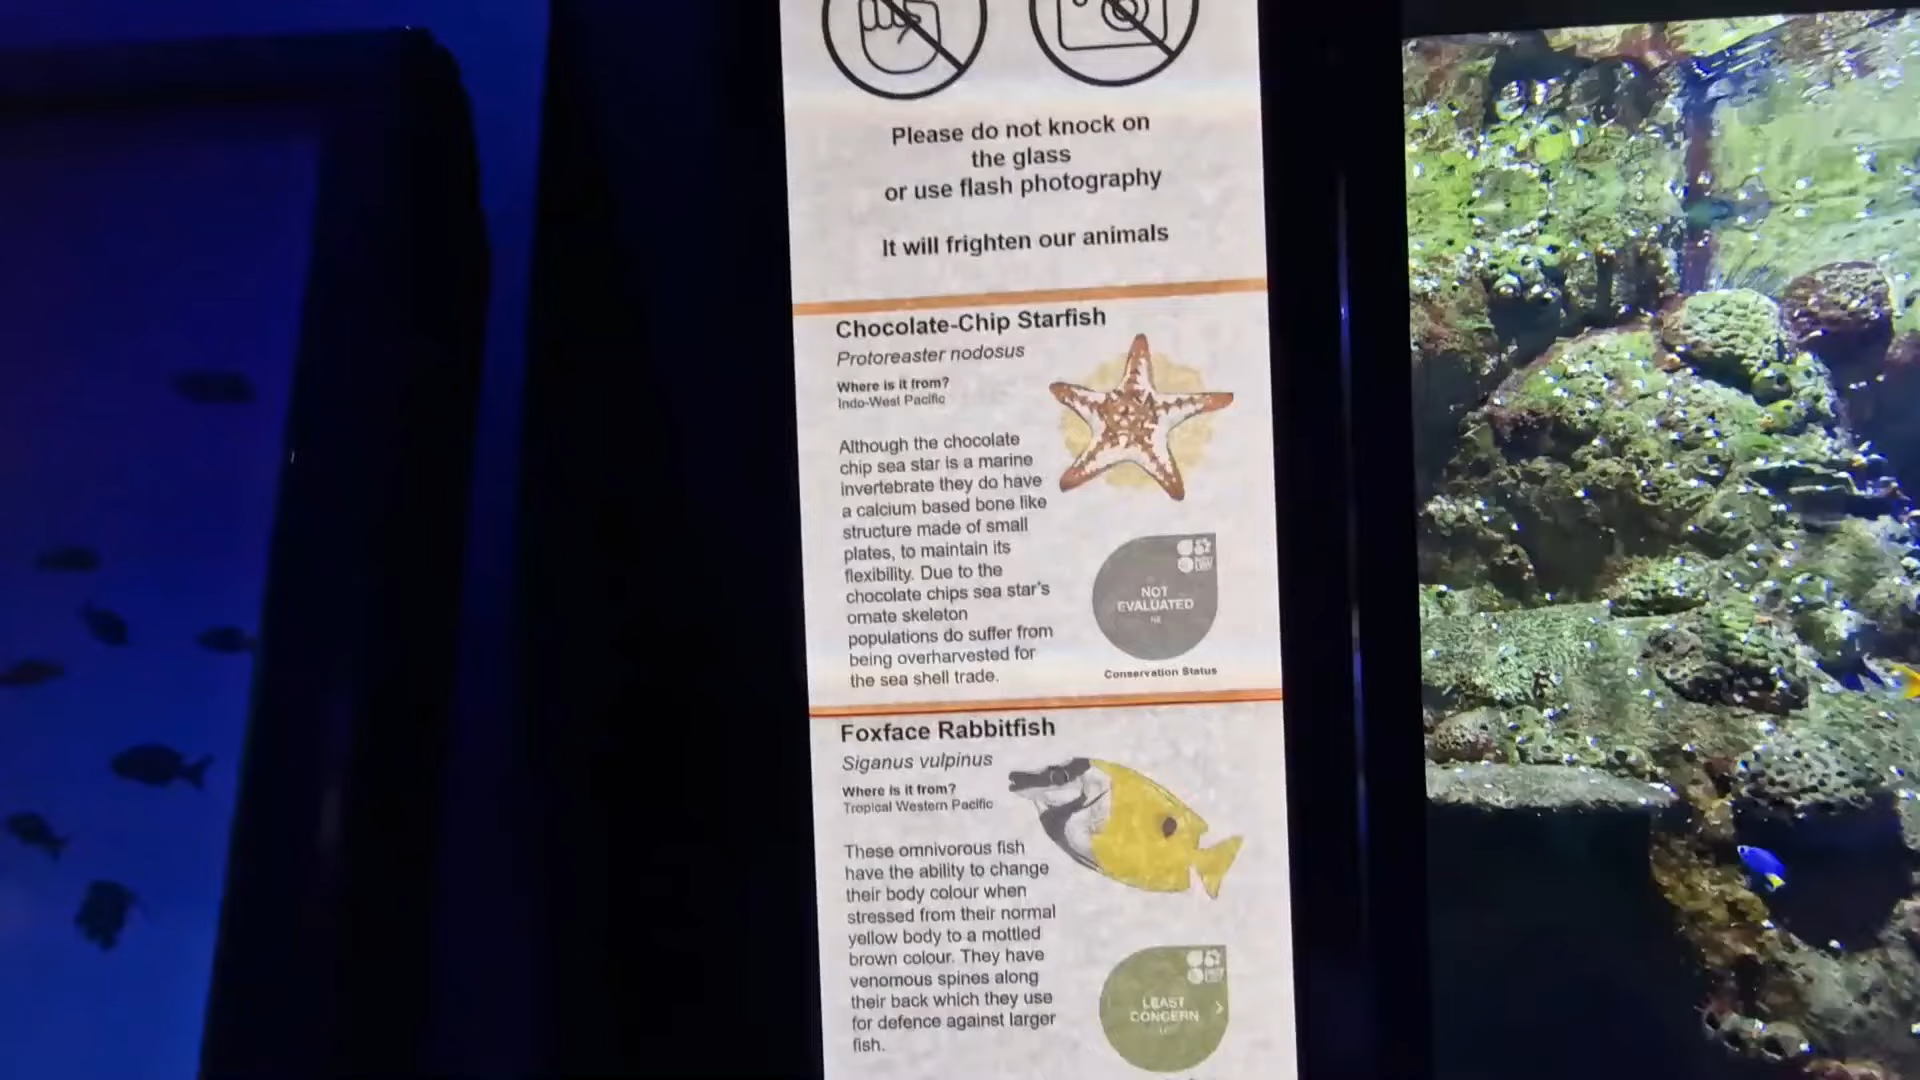 Please do not knock on
the glass
or use flash photography
It will frighten our animals
Chocolate-Chip Starfish
Protoreaster nodosus
Where is it from?
Indo-West Pacific
Although the chocolate
chip sea star is a marine
invertebrate they do have
a calcium based bone like
structure made of small
plates, to maintain its
flexibility. Due to the
chocolate chips sea star's
ornate skeleton
populations do suffer from
being overharvested for
the sea shell trade.
NOT
EVALUATED
NE
Conservation Status
Foxface Rabbitfish
Siganus vulpinus
Where is it from?
Tropical Western Pacific
These omnivorous fish
have the ability to change
their body colour when
stressed from their normal
yellow body to a mottled
brown colour. They have
venomous spines along
their back which they use
for defence against larger
fish.
LEAST
CONCERN